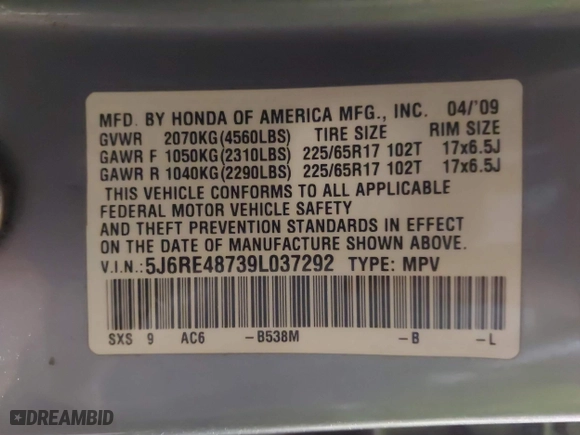 MFD. BY HONDA OF AMERICA MFG., INC. 04/'09
GVWR 2070KG(4560LBS) TIRE SIZE RIM SIZE
GAWR F 1050KG(2310LBS) 225/65R17 102T 17x6.5J
GAWR R 1040KG(2290LBS) 225/65R17 102T 17x6.5J
THIS VEHICLE CONFORMS TO ALL APPLICABLE
FEDERAL MOTOR VEHICLE SAFETY
AND THEFT PREVENTION STANDARDS IN EFFECT
ON THE DATE OF MANUFACTURE SHOWN ABOVE.
V.I.N.:5J6RE48739L037292 TYPE: MPV
SXS 9 AC6 -B538M -B -L
DREAMBID